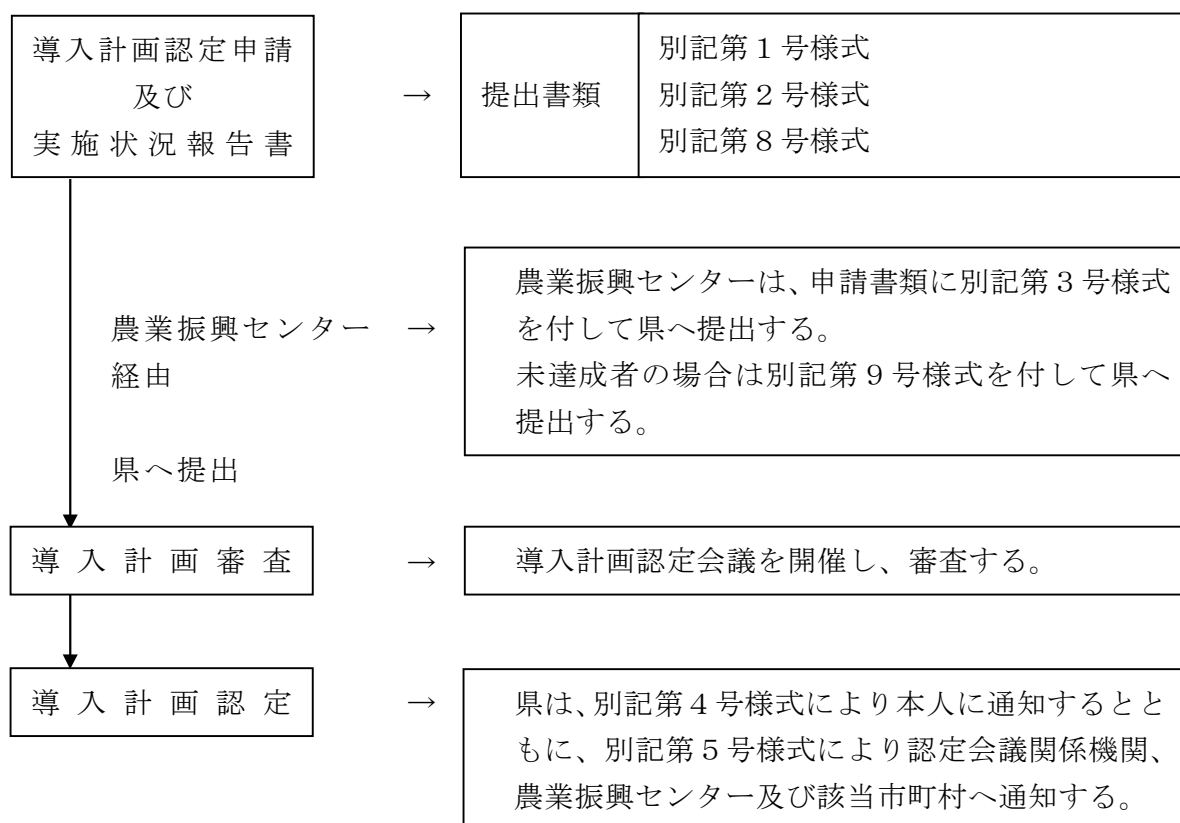 導入計画認定申請
及び
実施状況報告書
→
提出書類
別記第１号様式
別記第２号様式
別記第８号様式
農業振興センター
経由
県へ提出
→
農業振興センターは、申請書類に別記第３号様式
を付して県へ提出する。
未達成者の場合は別記第９号様式を付して県へ
提出する。
導入計画審査
→
導入計画認定会議を開催し、審査する。
導入計画認定
→
県は、別記第４号様式により本人に通知するとと
もに、別記第５号様式により認定会議関係機関、
農業振興センター及び該当市町村へ通知する。